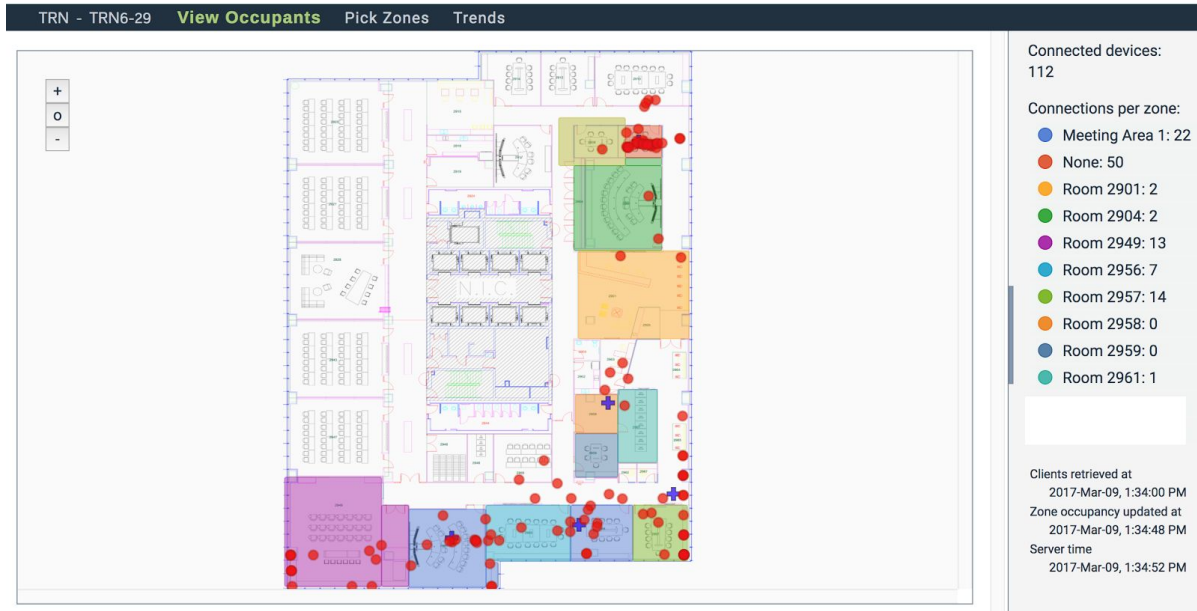 TRN - TRN6-29 View Occupants Pick Zones Trends
+
o
-
N.I.C.
Connected devices:
112
Connections per zone:
Meeting Area 1: 22
None: 50
Room 2901: 2
Room 2904: 2
Room 2949: 13
Room 2956: 7
Room 2957: 14
Room 2958: 0
Room 2959: 0
Room 2961: 1
Clients retrieved at
2017-Mar-09, 1:34:00 PM
Zone occupancy updated at
2017-Mar-09, 1:34:48 PM
Server time
2017-Mar-09, 1:34:52 PM